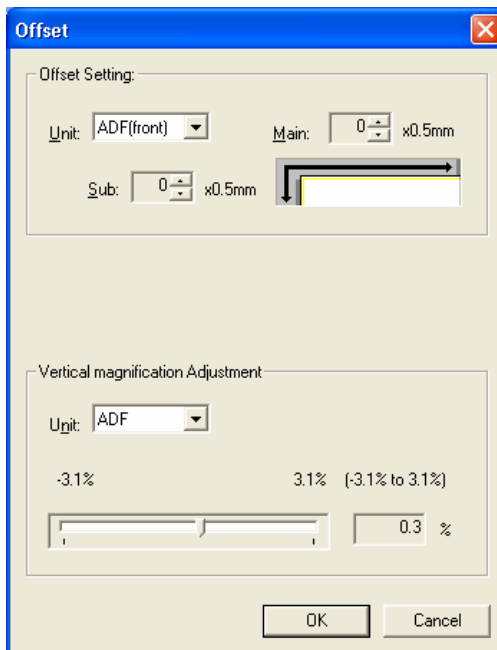 Offset
Offset Setting:
Unit: ADF(front) Main: 0 x0.5mm
Sub: 0 x0.5mm
Vertical magnification Adjustment
Unit: ADF
-3.1% 3.1% (-3.1% to 3.1%)
0.3 %
OK Cancel